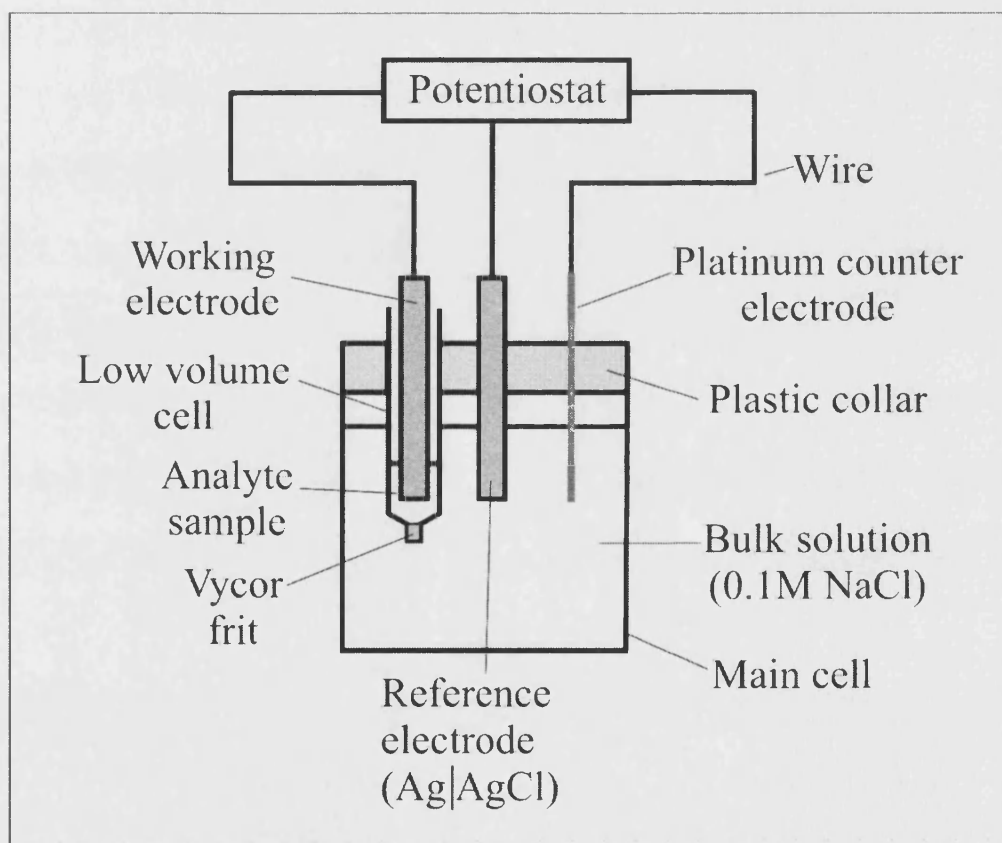 Potentiostat
Wire
Working
electrode
Platinum counter
electrode
Low volume
cell
Plastic collar
Analyte
sample
Bulk solution
(0.1M NaCl)
Vycor
frit
Main cell
Reference
electrode
(Ag|AgCl)